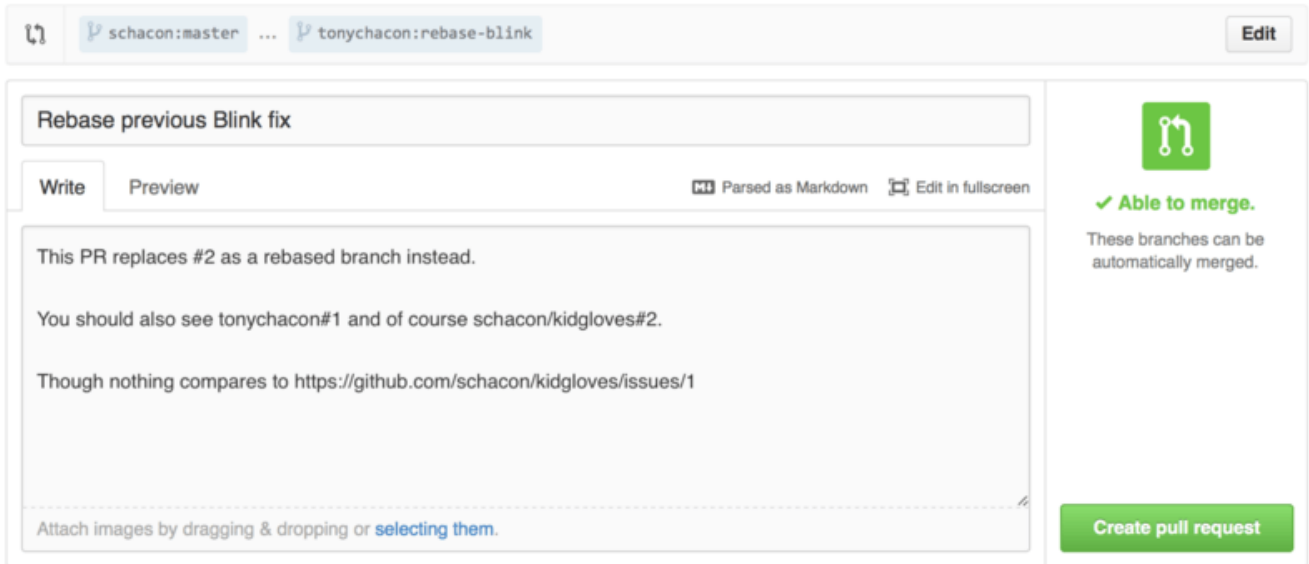 schacon:master ... tonychacon:rebase-blink Edit
Rebase previous Blink fix
Write Preview Parsed as Markdown Edit in fullscreen
This PR replaces #2 as a rebased branch instead.
You should also see tonychacon#1 and of course schacon/kidgloves#2.
Though nothing compares to https://github.com/schacon/kidgloves/issues/1
Attach images by dragging & dropping or selecting them.
Able to merge.
These branches can be
automatically merged.
Create pull request